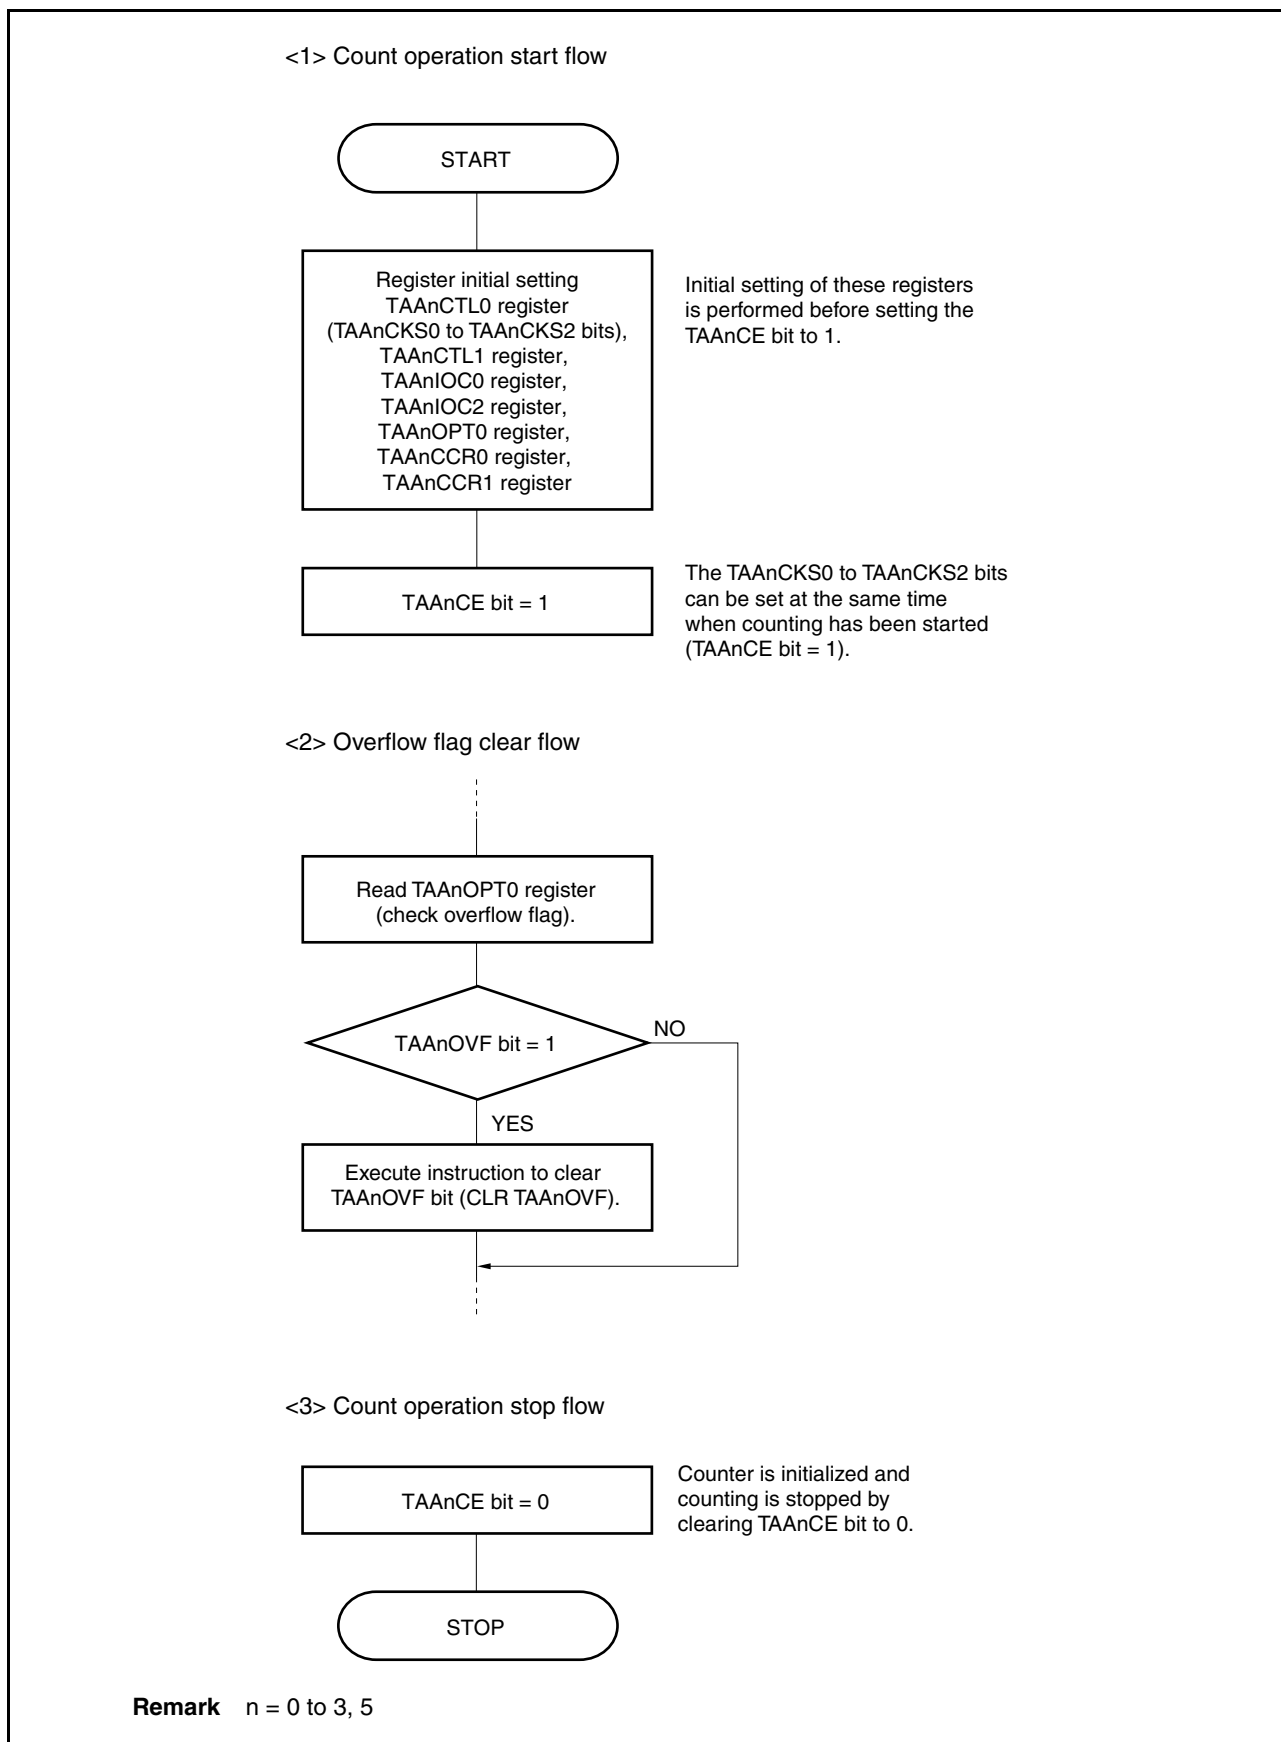 <1> Count operation start flow
START
Register initial setting
TAAnCTL0 register
(TAAnCKS0 to TAAnCKS2 bits),
TAAnCTL1 register,
TAAnIOC0 register,
TAAnIOC2 register,
TAAnOPT0 register,
TAAnCCR0 register,
TAAnCCR1 register
Initial setting of these registers
is performed before setting the
TAAnCE bit to 1.
TAAnCE bit = 1
The TAAnCKS0 to TAAnCKS2 bits
can be set at the same time
when counting has been started
(TAAnCE bit = 1).
<2> Overflow flag clear flow
Read TAAnOPT0 register
(check overflow flag).
TAAnOVF bit = 1
NO
YES
Execute instruction to clear
TAAnOVF bit (CLR TAAnOVF).
<3> Count operation stop flow
TAAnCE bit = 0
Counter is initialized and
counting is stopped by
clearing TAAnCE bit to 0.
STOP
Remark n = 0 to 3, 5